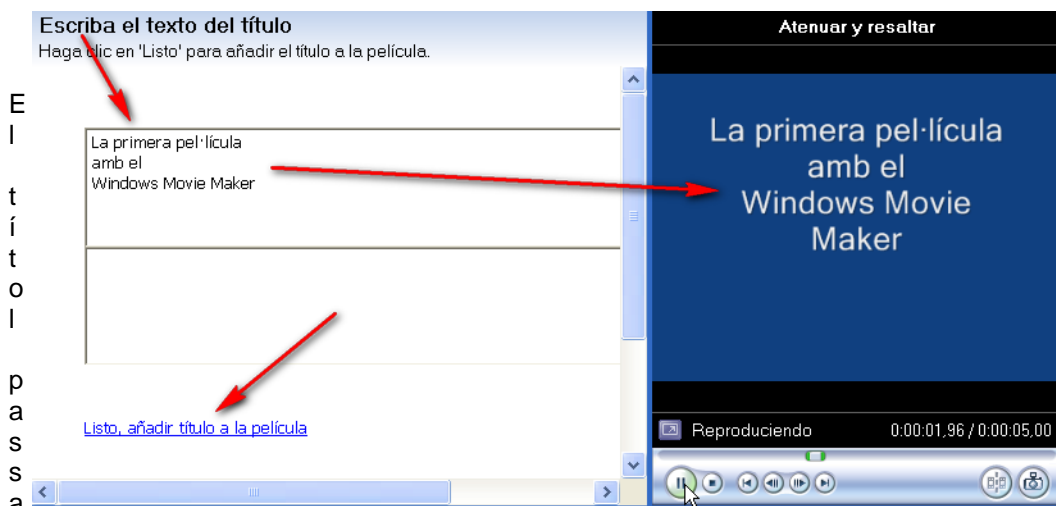 Escriba el texto del título
Haga clic en 'Listo' para añadir el título a la película.
La primera pel·lícula
amb el
Windows Movie Maker
Listo, añadir título a la película
Atenuar y resaltar
La primera pel·lícula
amb el
Windows Movie
Maker
Reproduciendo 0:00:01,96 / 0:00:05,00
E
l
t
í
t
o
l
p
a
s
s
a